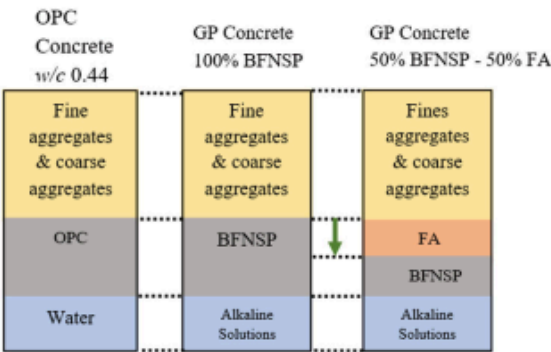 OPC
Concrete
w/c 0.44
GP Concrete
100% BFNSP
GP Concrete
50% BFNSP - 50% FA
Fine
aggregates
& coarse
aggregates
OPC
Water
Fine
aggregates
& coarse
aggregates
BFNSP
Alkaline
Solutions
Fines
aggregates
& coarse
aggregates
FA
BFNSP
Alkaline
Solutions